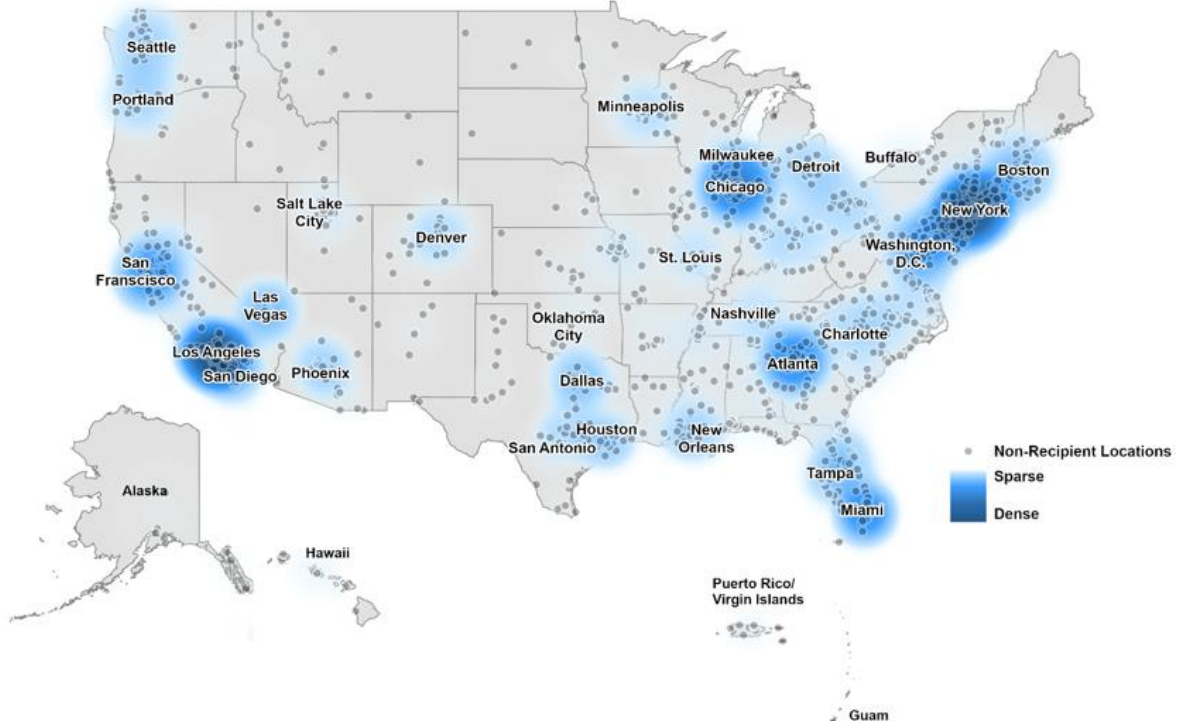 Seattle
Portland
Minneapolis
Milwaukee
Chicago
Detroit
Buffalo
Boston
New York
Salt Lake
City
Denver
St. Louis
Washington,
D.C.
San
Franscisco
Las
Vegas
Oklahoma
City
Nashville
Charlotte
Los Angeles
San Diego
Phoenix
Atlanta
Dallas
Houston
San Antonio
New
Orleans
Tampa
Miami
Non-Recipient Locations
Sparse
Dense
Alaska
Hawaii
Puerto Rico/
Virgin Islands
Guam